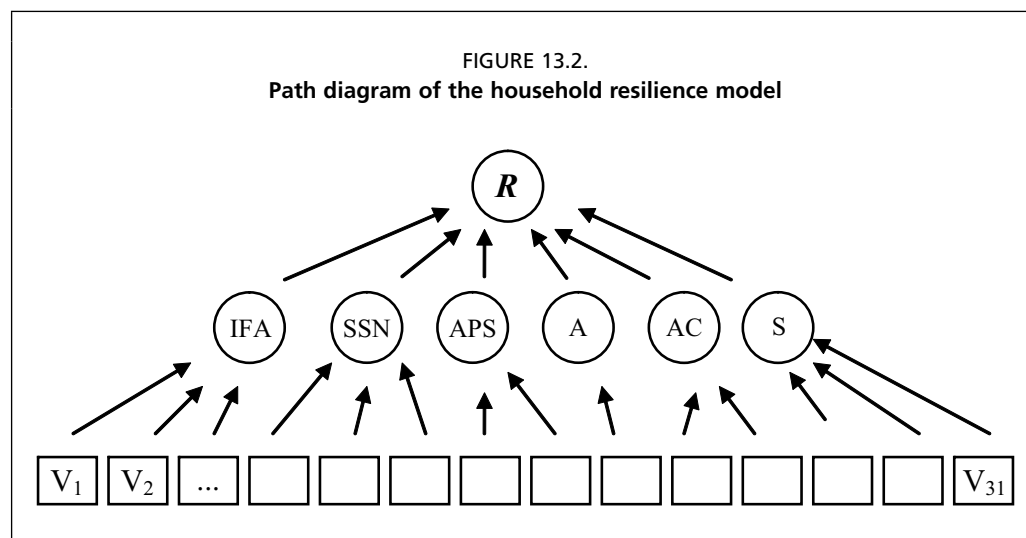 FIGURE 13.2.
Path diagram of the household resilience model
R
IFA SSN APS A AC S
V₁ V₂ ... V₃₁